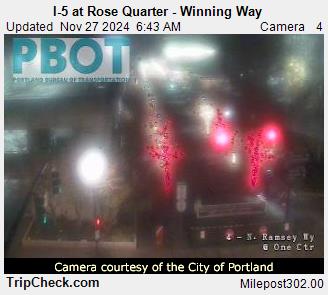 I-5 at Rose Quarter - Winning Way
Updated Nov 27 2024 6:43 AM Camera 4
PBOT
PORTLAND BUREAU OF TRANSPORTATION
4 - N. Ramsey Wy
@ One Ctr
Camera courtesy of the City of Portland
TripCheck.com Milepost302.00